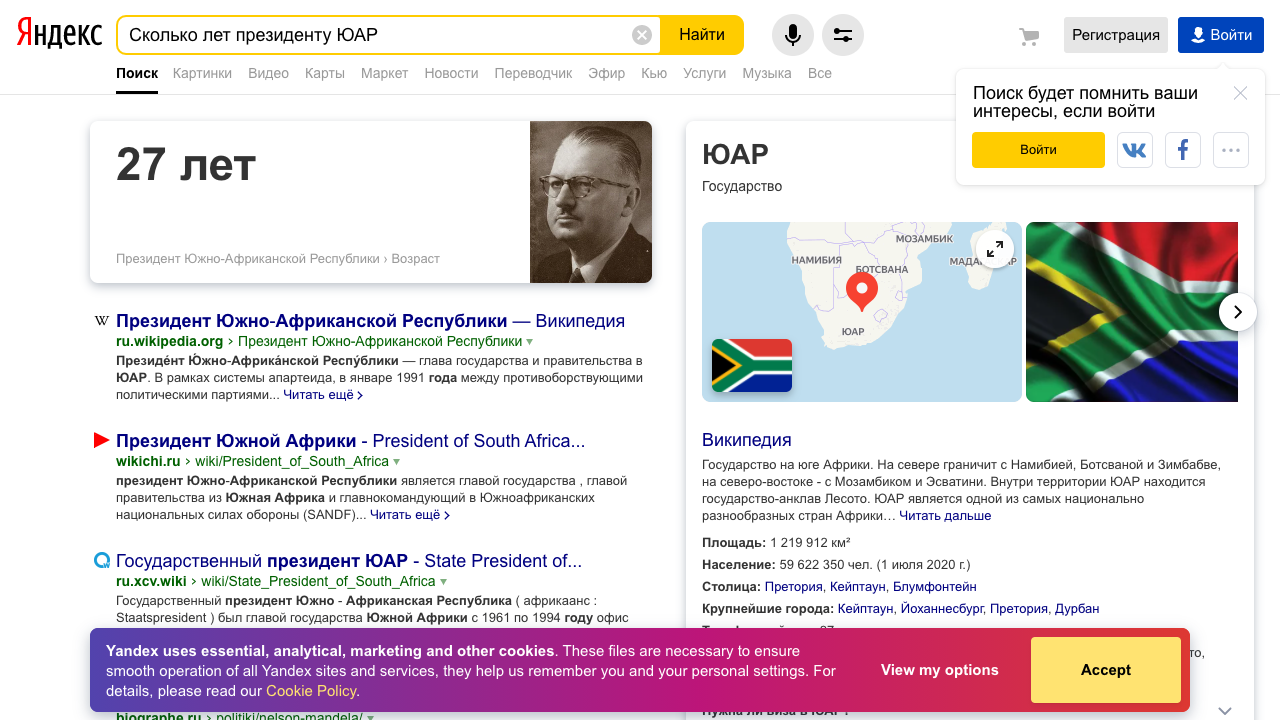 Яндекс
Сколько лет президенту ЮАР
Найти
Регистрация
Войти
Поиск Картинки Видео Карты Маркет Новости Переводчик Эфир Кью Услуги Музыка Все
Поиск будет помнить ваши
интересы, если войти
Войти
27 лет
Президент Южно-Африканской Республики › Возраст
Президент Южно-Африканской Республики — Википедия
ru.wikipedia.org › Президент Южно-Африканской Республики
Президе́нт Ю́жно-Африка́нской Респу́блики — глава государства и правительства в
ЮАР. В рамках системы апартеида, в январе 1991 года между противоборствующими
политическими партиями... Читать ещё ›
Президент Южной Африки - President of South Africa...
wikichi.ru › wiki/President_of_South_Africa
президент Южно-Африканской Республики является главой государства , главой
правительства из Южная Африка и главнокомандующий в Южноафриканских
национальных силах обороны (SANDF)... Читать ещё ›
Государственный президент ЮАР - State President of...
ru.xcv.wiki › wiki/State_President_of_South_Africa
Государственный президент Южно - Африканская Республика ( африкаанс :
Staatspresident ) был главой государства Южной Африки с 1961 по 1994 году офис
biographe.ru › politiki/nelson-mandela/
ЮАР
Государство
МОЗАМБИК
НАМИБИЯ
БОТСВАНА
ЮАР
Википедия
Государство на юге Африки. На севере граничит с Намибией, Ботсваной и Зимбабве,
на северо-востоке - с Мозамбиком и Эсватини. Внутри территории ЮАР находится
государство-анклав Лесото. ЮАР является одной из самых национально
разнообразных стран Африки… Читать дальше
Площадь: 1 219 912 км²
Население: 59 622 350 чел. (1 июля 2020 г.)
Столица: Претория, Кейптаун, Блумфонтейн
Крупнейшие города: Кейптаун, Йоханнесбург, Претория, Дурбан
Нужна ли виза в ЮАР?
Yandex uses essential, analytical, marketing and other cookies. These files are necessary to ensure
smooth operation of all Yandex sites and services, they help us remember you and your personal settings. For
details, please read our Cookie Policy.
View my options
Accept